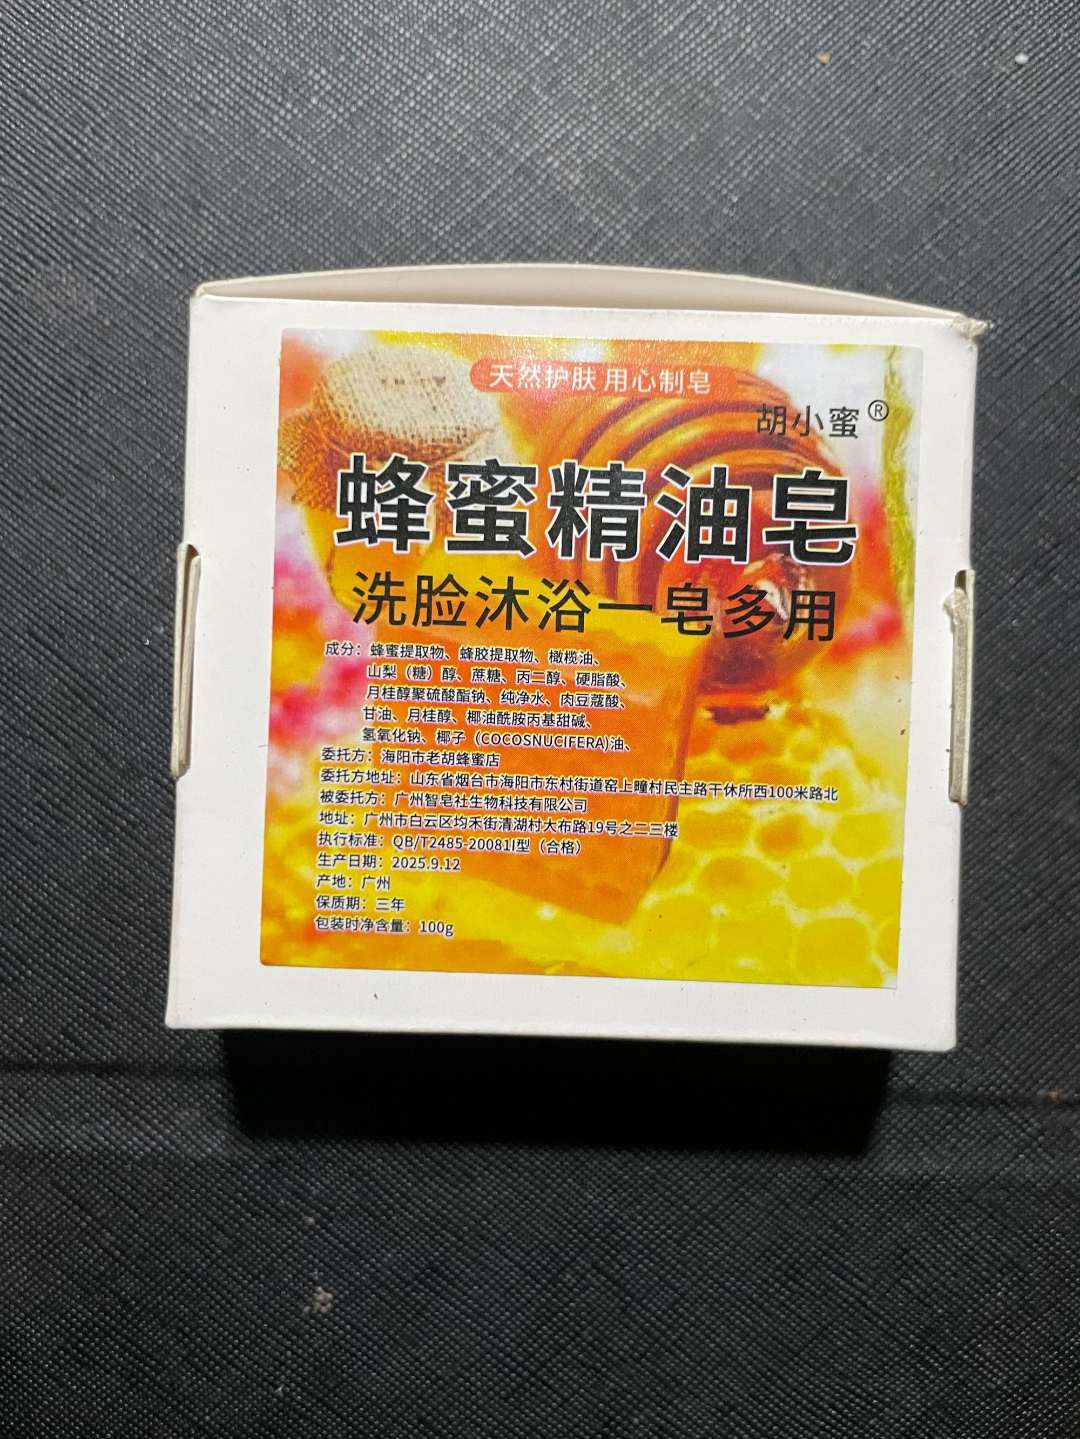 天然护肤 用心制皂
胡小蜜®
蜂蜜精油皂
洗脸沐浴一皂多用
成分：蜂蜜提取物、蜂胶提取物、橄榄油、
山梨（糖）醇、蔗糖、丙二醇、硬脂酸、
月桂醇聚硫酸酯钠、纯净水、肉豆蔻酸、
甘油、月桂醇、椰油酰胺丙基甜碱、
氢氧化钠、椰子（COCOSNUCIFERA)油、
委托方：海阳市老胡蜂蜜店
委托方地址：山东省烟台市海阳市东村街道窑上疃村民主路干休所西100米路北
被委托方：广州智皂社生物科技有限公司
地址：广州市白云区均禾街清湖村大布路19号之二三楼
执行标准：QB/T2485-20081I型（合格）
生产日期：2025.9.12
产地：广州
保质期：三年
包装时净含量：100g